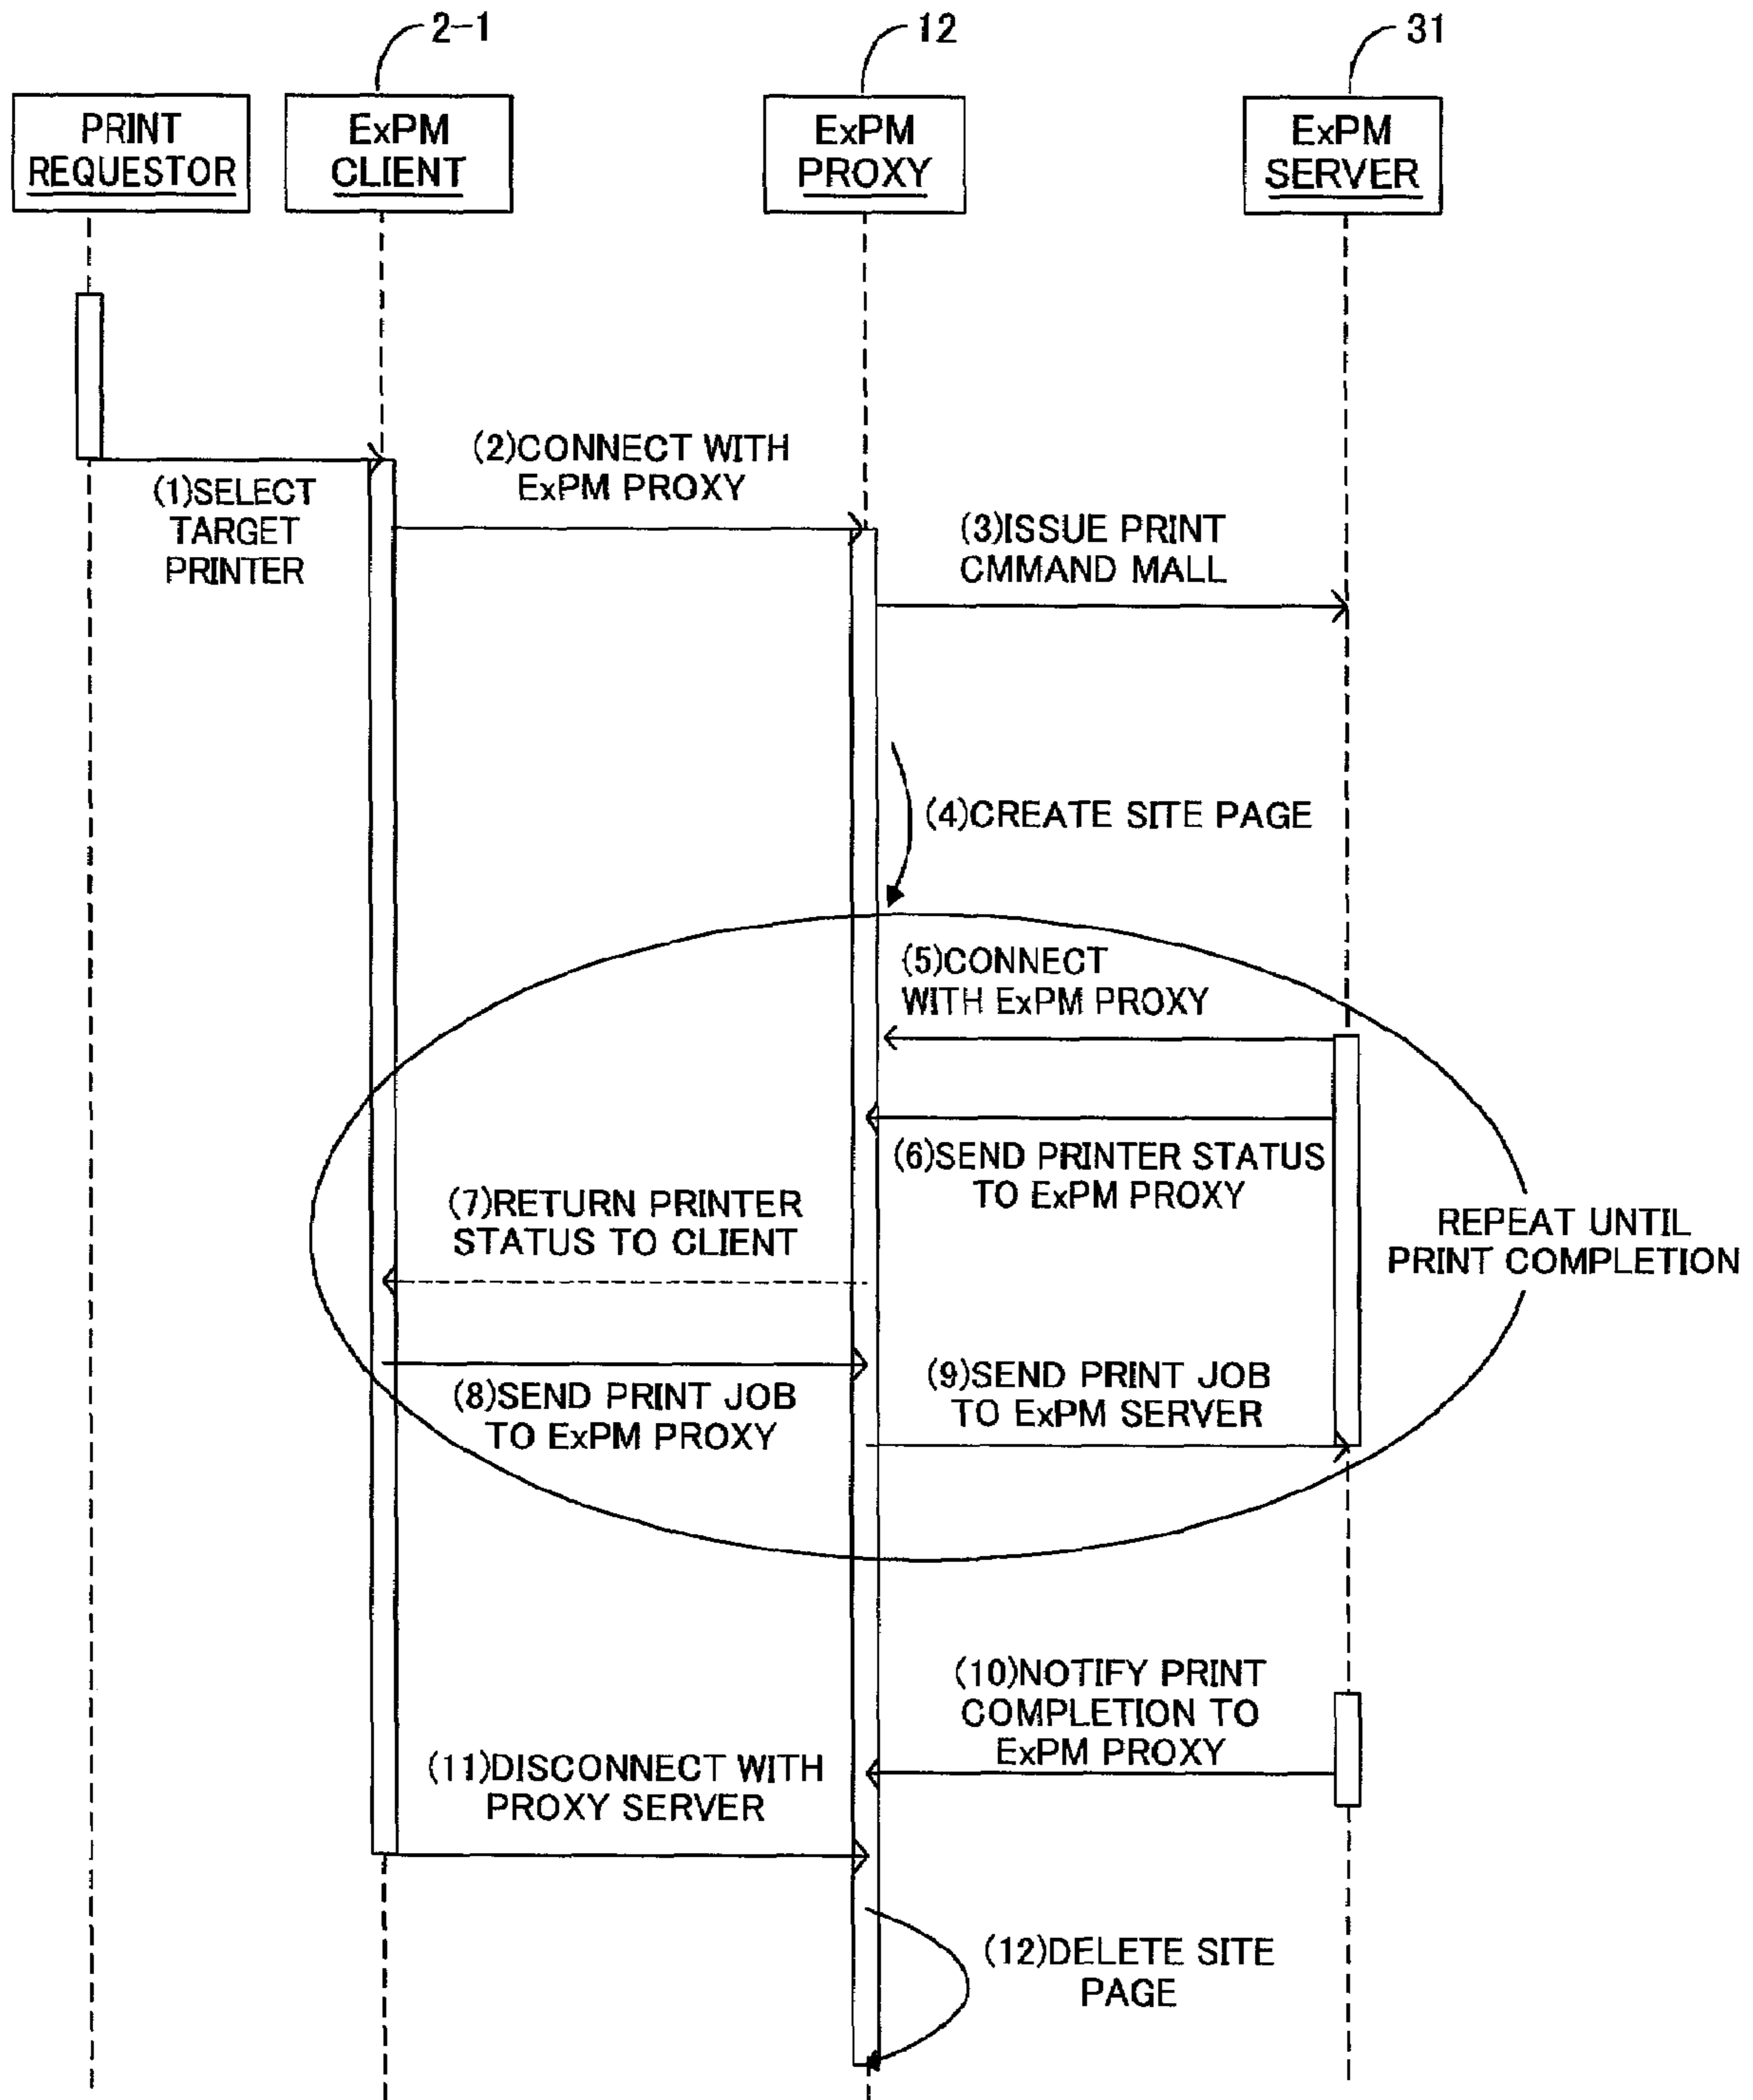 2-1
12
31
PRINT
REQUESTOR
ExPM
CLIENT
ExPM
PROXY
ExPM
SERVER
(1)SELECT
TARGET
PRINTER
(2)CONNECT WITH
ExPM PROXY
(3)ISSUE PRINT
CMMAND MALL
(4)CREATE SITE PAGE
(5)CONNECT
WITH ExPM PROXY
(6)SEND PRINTER STATUS
TO ExPM PROXY
(7)RETURN PRINTER
STATUS TO CLIENT
REPEAT UNTIL
PRINT COMPLETION
(8)SEND PRINT JOB
TO ExPM PROXY
(9)SEND PRINT JOB
TO ExPM SERVER
(10)NOTIFY PRINT
COMPLETION TO
ExPM PROXY
(11)DISCONNECT WITH
PROXY SERVER
(12)DELETE SITE
PAGE